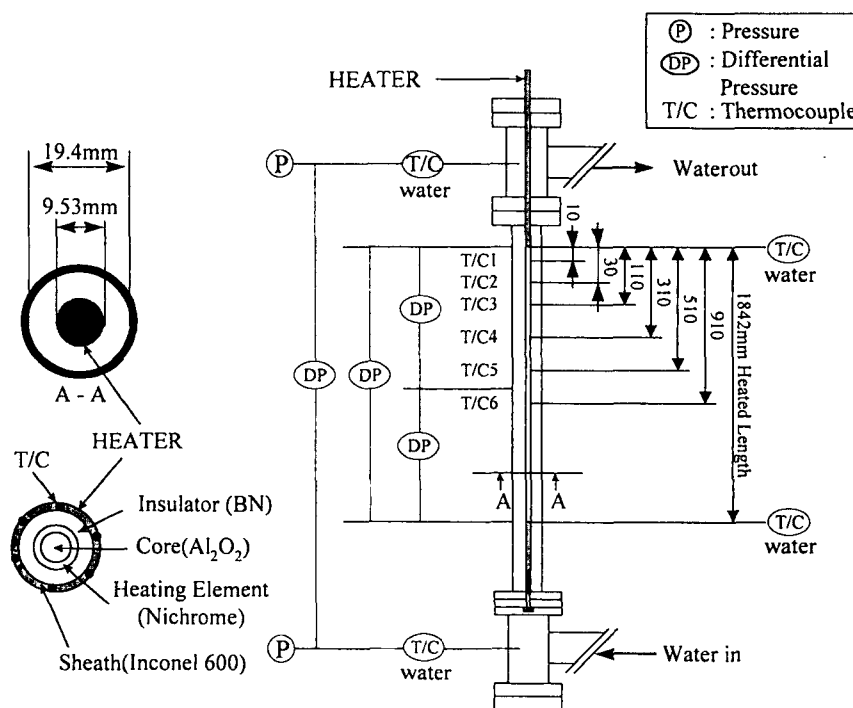 P : Pressure
DP : Differential
Pressure
T/C : Thermocouple
HEATER
19.4mm
9.53mm
A - A
HEATER
T/C
Insulator (BN)
Core(Al₂O₃)
Heating Element
(Nichrome)
Sheath(Inconel 600)
P
T/C
water
Waterout
DP
DP
DP
DP
T/C1
T/C2
T/C3
T/C4
T/C5
T/C6
10
30
110
310
510
910
1842mm Heated Length
T/C
water
A
A
T/C
water
P
T/C
water
Water in